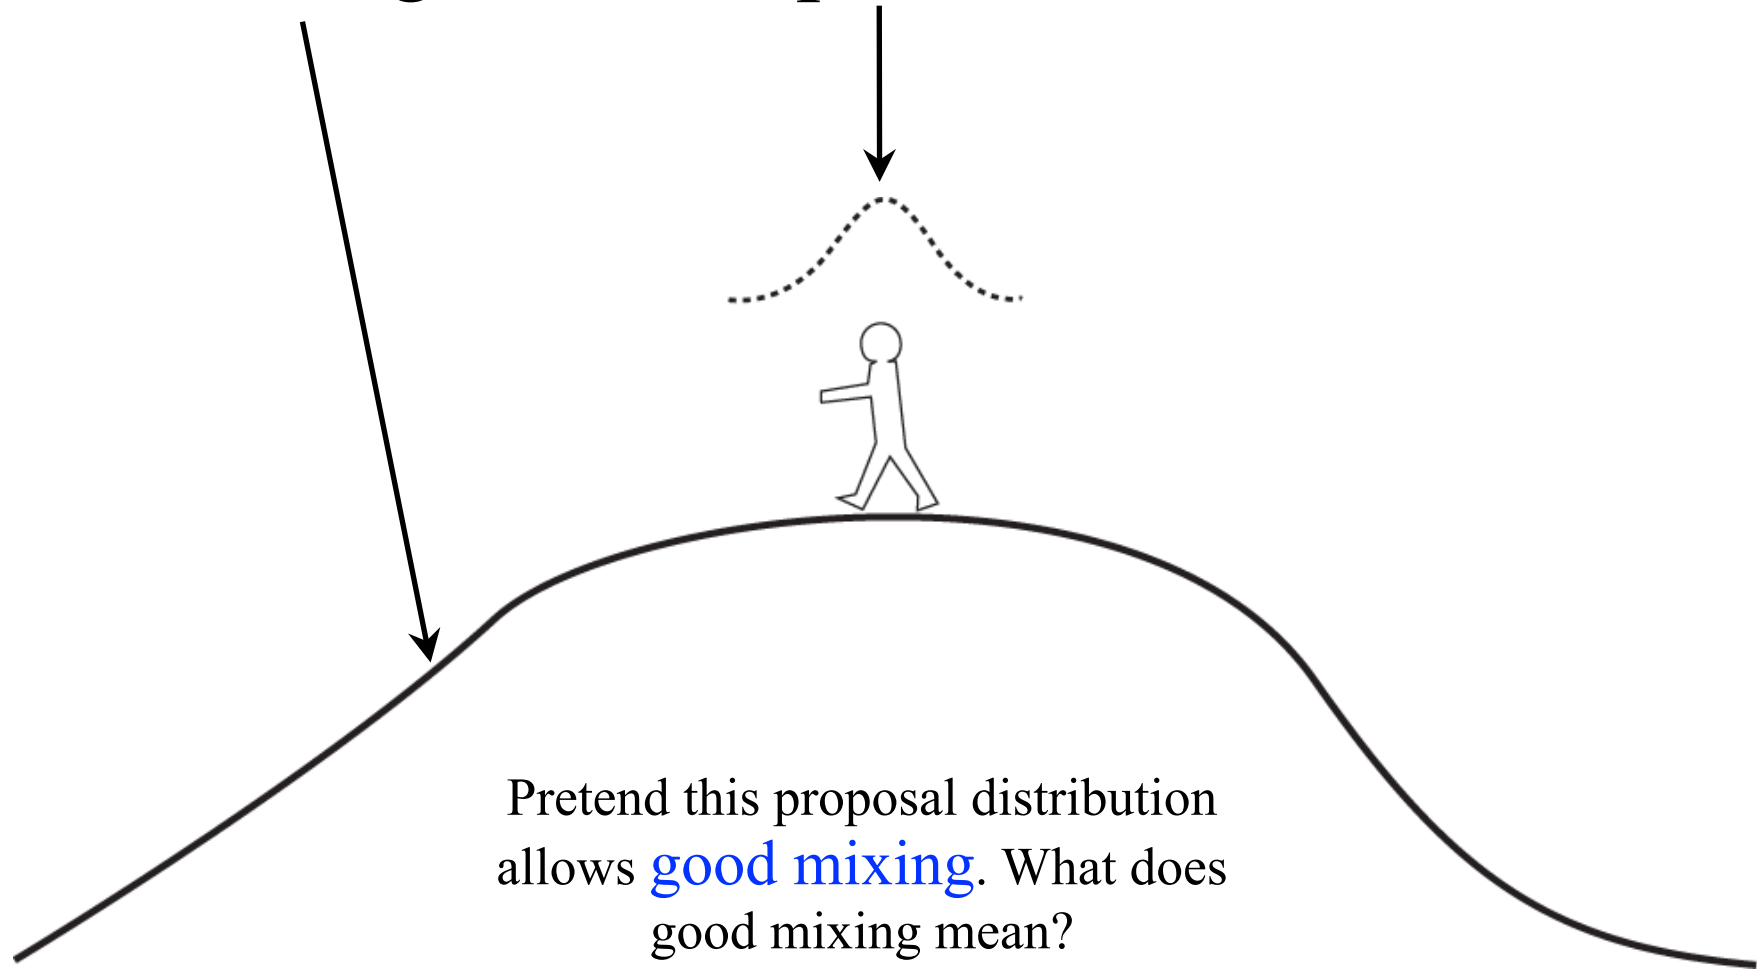 Pretend this proposal distribution
allows good mixing. What does
good mixing mean?